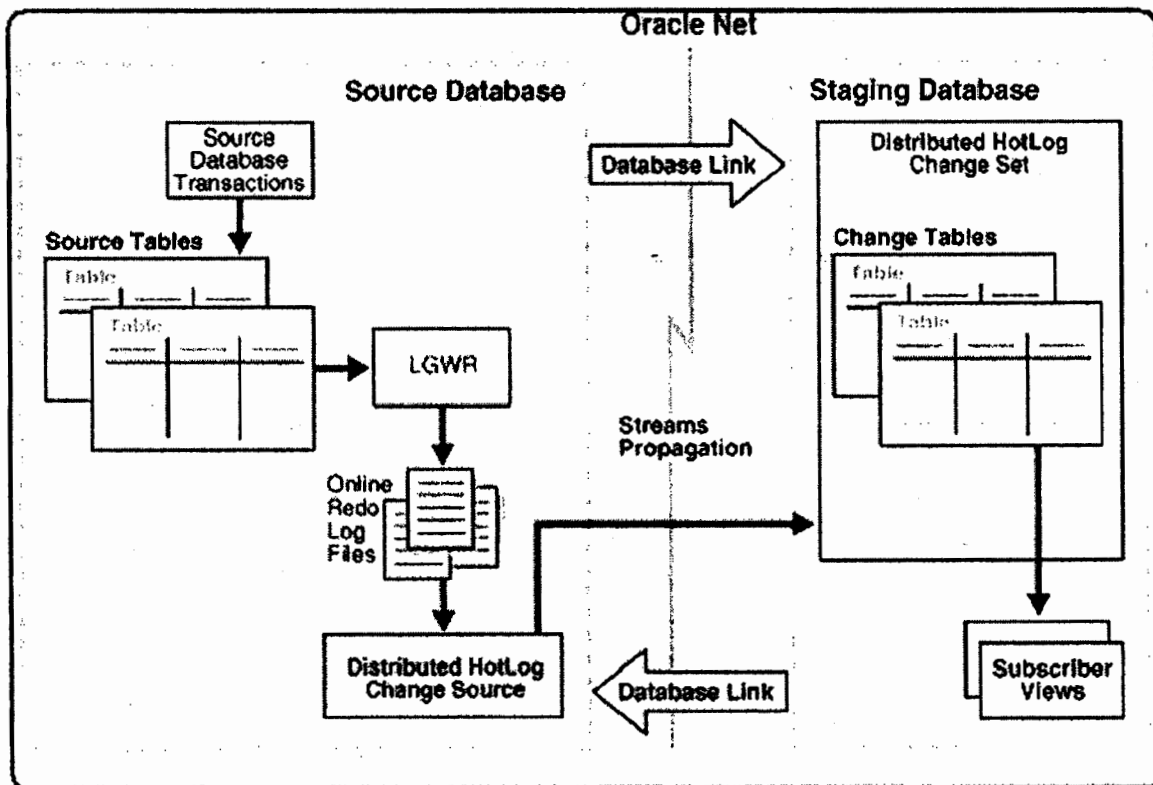 Oracle Net
Source Database
Staging Database
Source
Database
Transactions
Database Link
Distributed HotLog
Change Set
Source Tables
Table
Table
Change Tables
Table
Table
LGWR
Streams
Propagation
Online
Redo
Log
Files
Distributed HotLog
Change Source
Database Link
Subscriber
Views